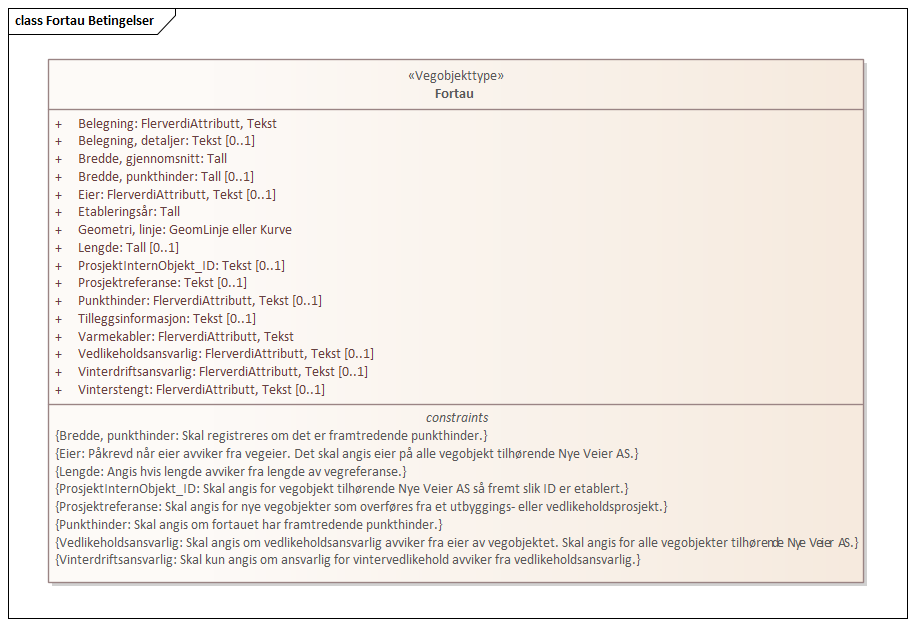 class Fortau Betingelser
«Vegobjekttype»
Fortau
+ Belegning: FlerverdiAttributt, Tekst
+ Belegning, detaljer: Tekst [0..1]
+ Bredde, gjennomsnitt: Tall
+ Bredde, punkthinder: Tall [0..1]
+ Eier: FlerverdiAttributt, Tekst [0..1]
+ Etableringsår: Tall
+ Geometri, linje: GeomLinje eller Kurve
+ Lengde: Tall [0..1]
+ ProsjektInternObjekt_ID: Tekst [0..1]
+ Prosjektreferanse: Tekst [0..1]
+ Punkthinder: FlerverdiAttributt, Tekst [0..1]
+ Tilleggsinformasjon: Tekst [0..1]
+ Varmekabler: FlerverdiAttributt, Tekst
+ Vedlikeholdsansvarlig: FlerverdiAttributt, Tekst [0..1]
+ Vinterdriftsansvarlig: FlerverdiAttributt, Tekst [0..1]
+ Vinterstengt: FlerverdiAttributt, Tekst [0..1]
constraints
{Bredde, punkthinder: Skal registreres om det er framtredende punkthinder.}
{Eier: Påkrevd når eier avviker fra vegeier. Det skal angis eier på alle vegobjekt tilhørende Nye Veier AS.}
{Lengde: Angis hvis lengde avviker fra lengde av vegreferanse.}
{ProsjektInternObjekt_ID: Skal angis for vegobjekt tilhørende Nye Veier AS så fremt slik ID er etablert.}
{Prosjektreferanse: Skal angis for nye vegobjekter som overføres fra et utbyggings- eller vedlikeholdsprosjekt.}
{Punkthinder: Skal angis om fortauet har framtredende punkthinder.}
{Vedlikeholdsansvarlig: Skal angis om vedlikeholdsansvarlig avviker fra eier av vegobjektet. Skal angis for alle vegobjekter tilhørende Nye Veier AS.}
{Vinterdriftsansvarlig: Skal kun angis om ansvarlig for vintervedlikehold avviker fra vedlikeholdsansvarlig.}